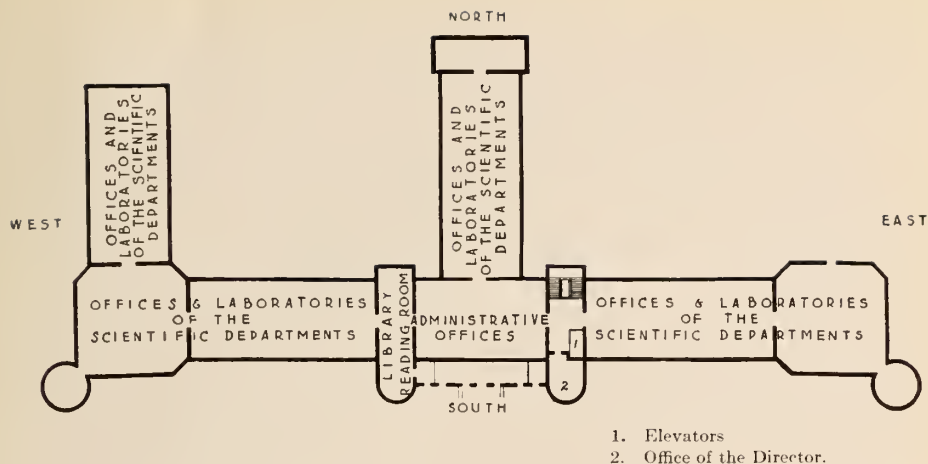 NORTH
OFFICES AND
LABORATORIES
OF THE SCIENTIFIC
DEPARTMENTS
OFFICES AND
LABORATORIES
OF THE SCIENTIFIC
DEPARTMENTS
WEST
EAST
OFFICES & LABORATORIES
OF THE
SCIENTIFIC DEPARTMENTS
LIBRARY
READING ROOM
ADMINISTRATIVE
OFFICES
1
OFFICES & LABORATORIES
OF THE
SCIENTIFIC DEPARTMENTS
1
2
SOUTH
1. Elevators
2. Office of the Director.